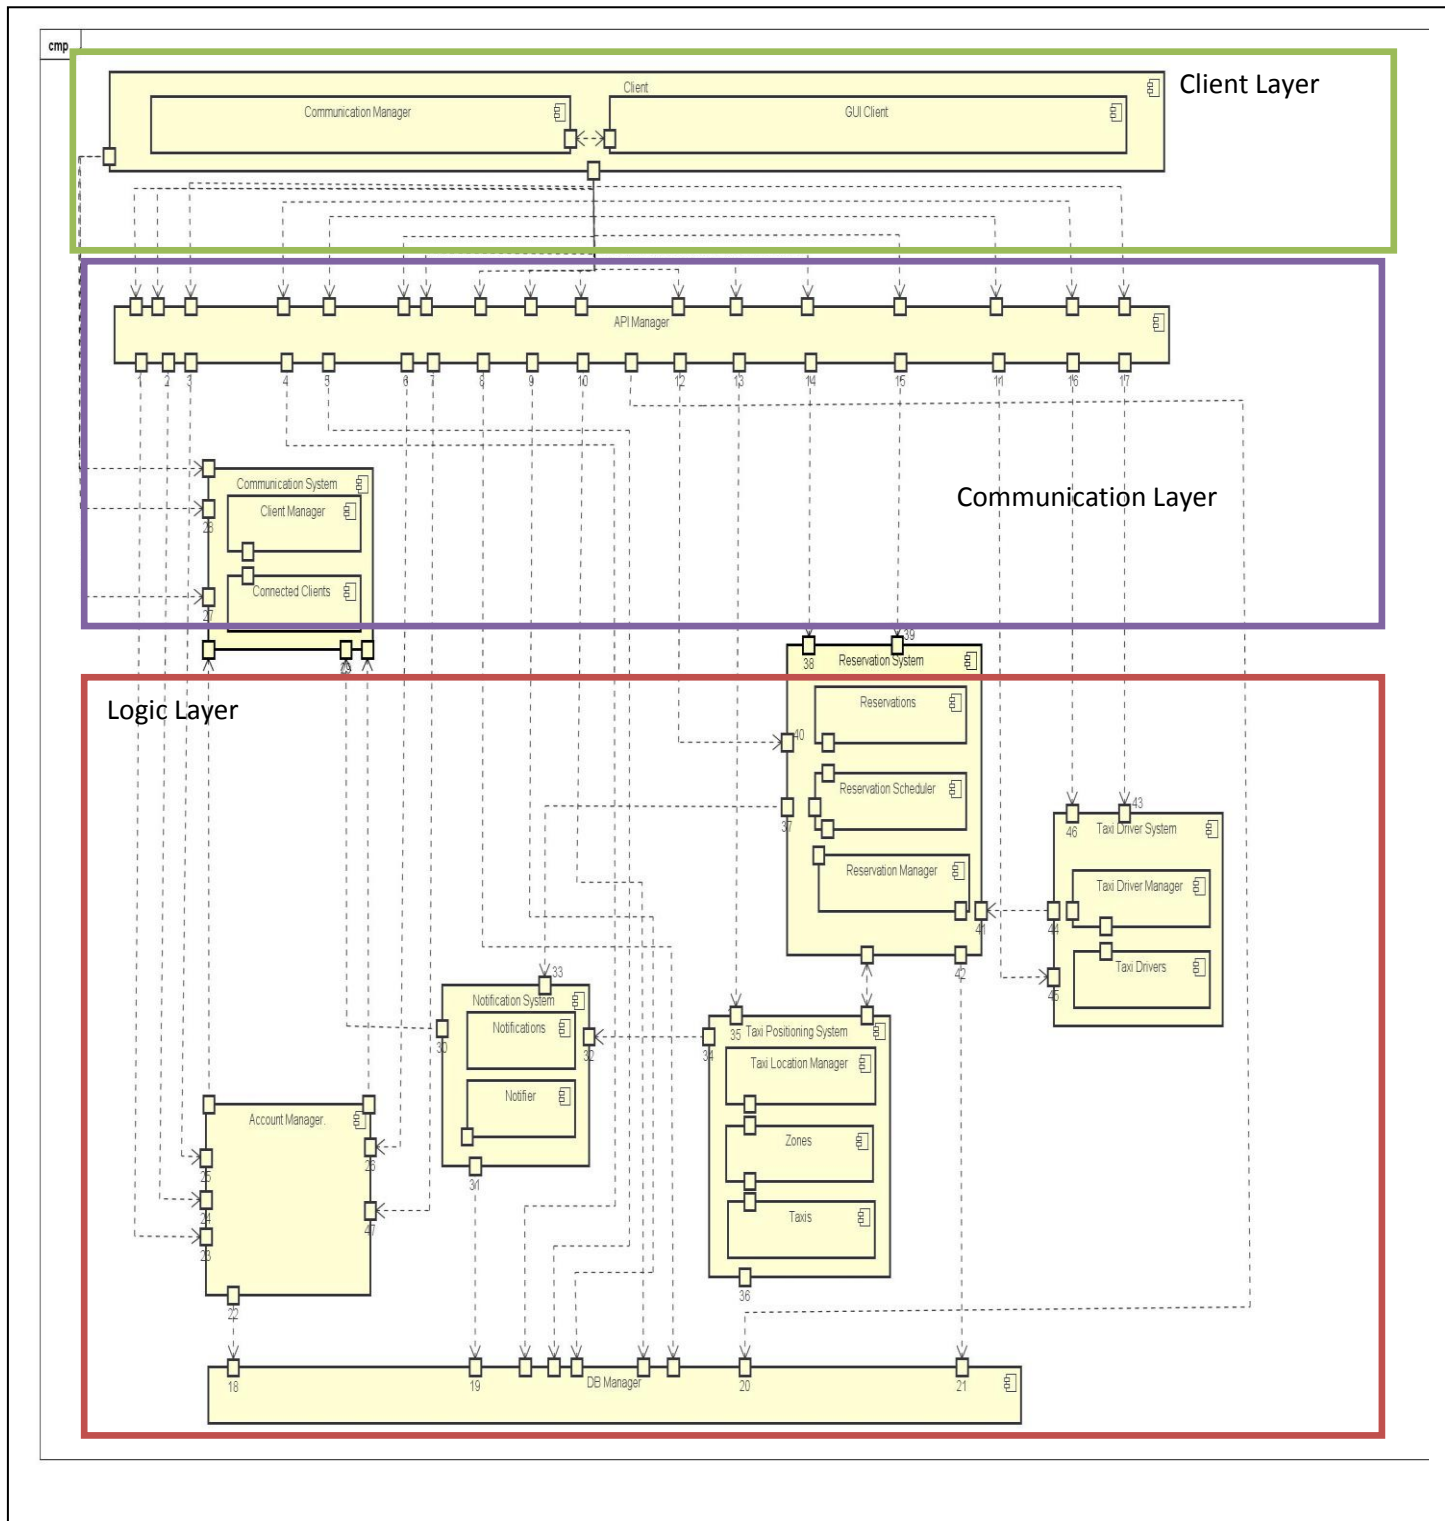 cmp
Client
Client Layer
Communication Manager
GUI Client
API Manager
1 2 3 4 5 6 7 8 9 10 12 13 14 15 11 16 17
Communication System
Client Manager
Communication Layer
28
Connected Clients
27
29
39
38
Reservation System
Logic Layer
Reservations
40
Reservation Scheduler
37
43
46
Taxi Driver System
Reservation Manager
Taxi Driver Manager
41
44
42
Taxi Drivers
33
45
Notification System
Notifications
30
32
34
35
Taxi Positioning System
Taxi Location Manager
Notifier
Account Manager.
Zones
26
25
31
Taxis
24
47
23
36
22
18
19
DB Manager
20
21